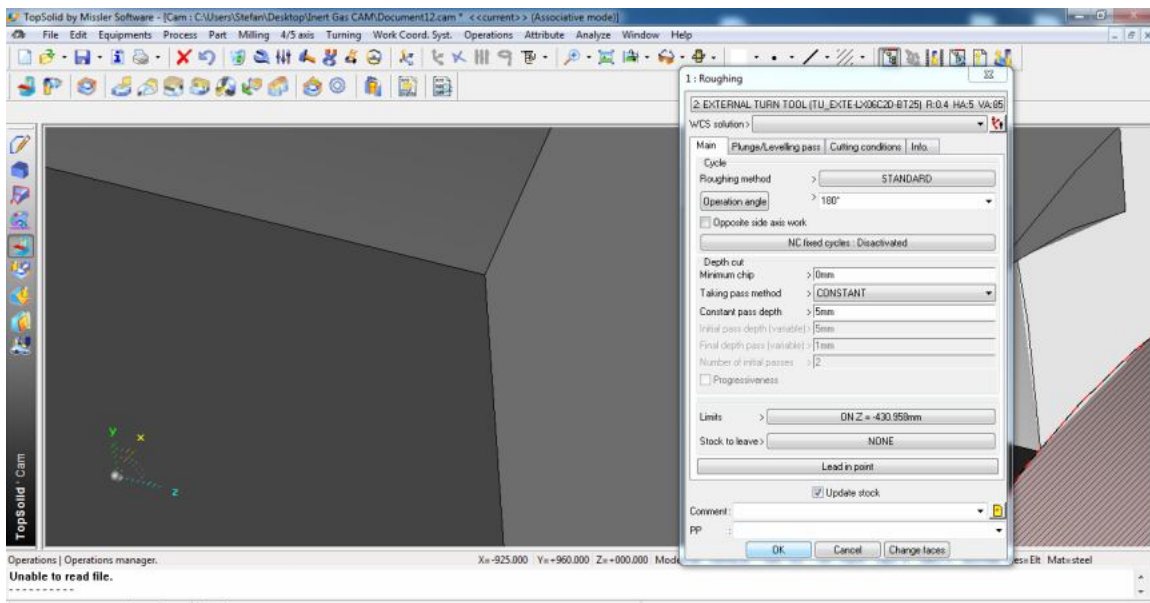 TopSolid by Missler Software - [Cam : C:\Users\Stefan\Desktop\Inert Gas CAM\Document12.cam * <<current>> (Associative mode)]
File Edit Equipments Process Part Milling 4/5 axis Turning Work Coord. Syst. Operations Attribute Analyze Window Help
1 : Roughing
2: EXTERNAL TURN TOOL (TU_EXTE-LX06C2D-BT25) R:0.4 HA:5 VA:85
WCS solution >
Main Plunge/Levelling pass Cutting conditions Info...
Cycle
Roughing method > STANDARD
Operation angle > 180°
Opposite side axis work
NC fixed cycles : Disactivated
Depth cut
Minimum chip > 0mm
Taking pass method > CONSTANT
Constant pass depth > 5mm
Initial pass depth (variable) > 5mm
Final depth pass (variable) > 1mm
Number of initial passes > 2
Progressiveness
Limits > ON Z = -430.958mm
Stock to leave > NONE
Lead in point
Update stock
Comment :
PP :
OK Cancel Change faces
y x z
TopSolid'Cam
Operations | Operations manager. X=-925.000 Y=+960.000 Z=+000.000 Mod es=Elt Mat=steel
Unable to read file.
----------